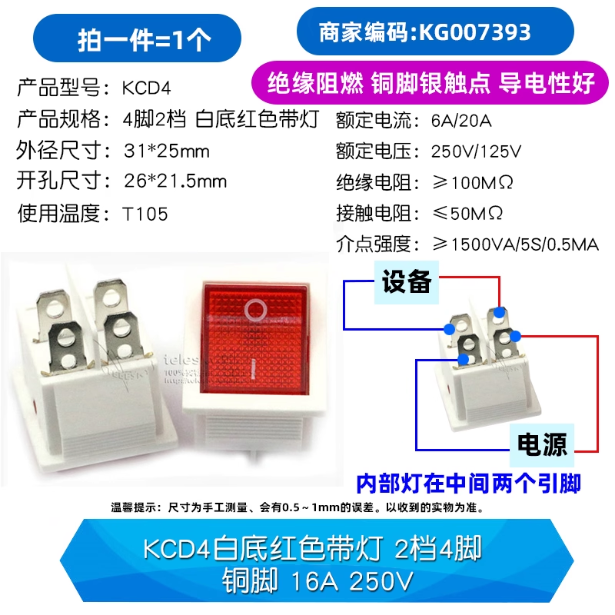 拍一件=1个
商家编码:KG007393
绝缘阻燃 铜脚银触点 导电性好
产品型号: KCD4
产品规格: 4脚2档 白底红色带灯
外径尺寸: 31*25mm
开孔尺寸: 26*21.5mm
使用温度: T105
额定电流: 6A/20A
额定电压: 250V/125V
绝缘电阻: ≥100MΩ
接触电阻: ≤50MΩ
介点强度: ≥1500VA/5S/0.5MA
设备
电源
内部灯在中间两个引脚
温馨提示: 尺寸为手工测量、会有0.5~1mm的误差。以收到的实物为准。
KCD4白底红色带灯 2档4脚
铜脚 16A 250V